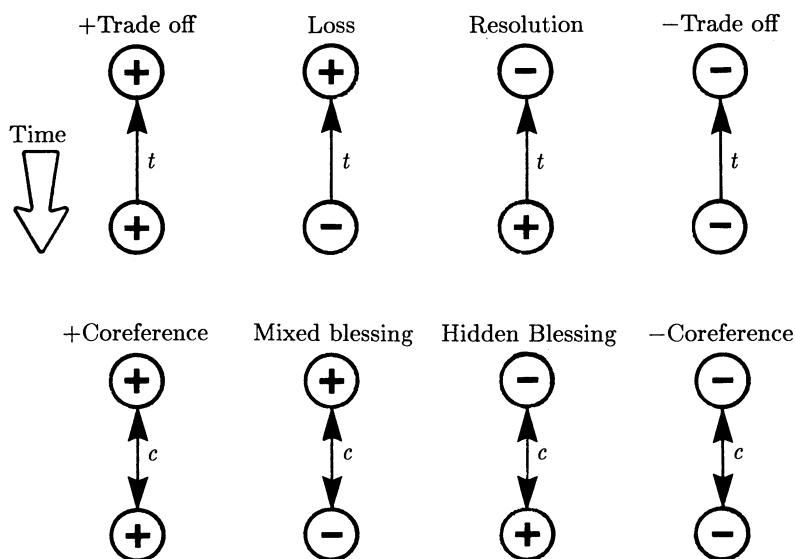 +Trade off Loss Resolution −Trade off
+ + − −
Time
t t t t
+ − + −
+Coreference Mixed blessing Hidden Blessing −Coreference
+ + − −
c c c c
+ − + −